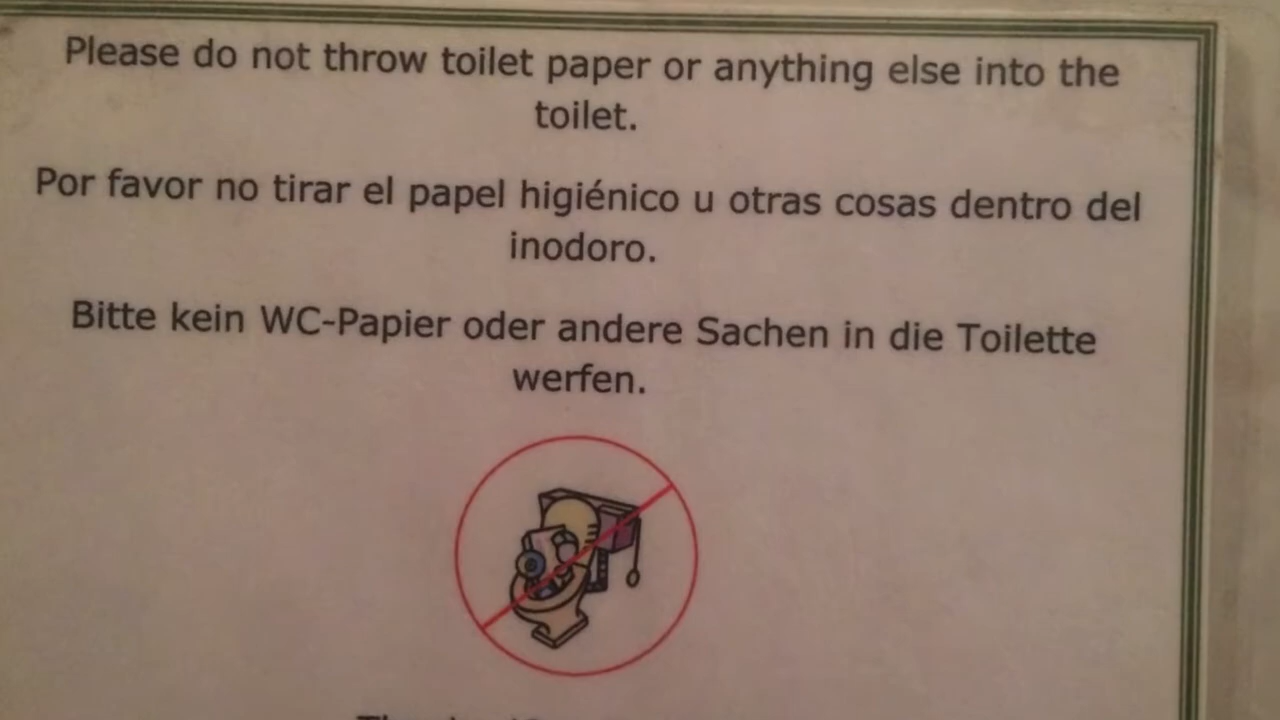 Please do not throw toilet paper or anything else into the
toilet.
Por favor no tirar el papel higiénico u otras cosas dentro del
inodoro.
Bitte kein WC-Papier oder andere Sachen in die Toilette
werfen.